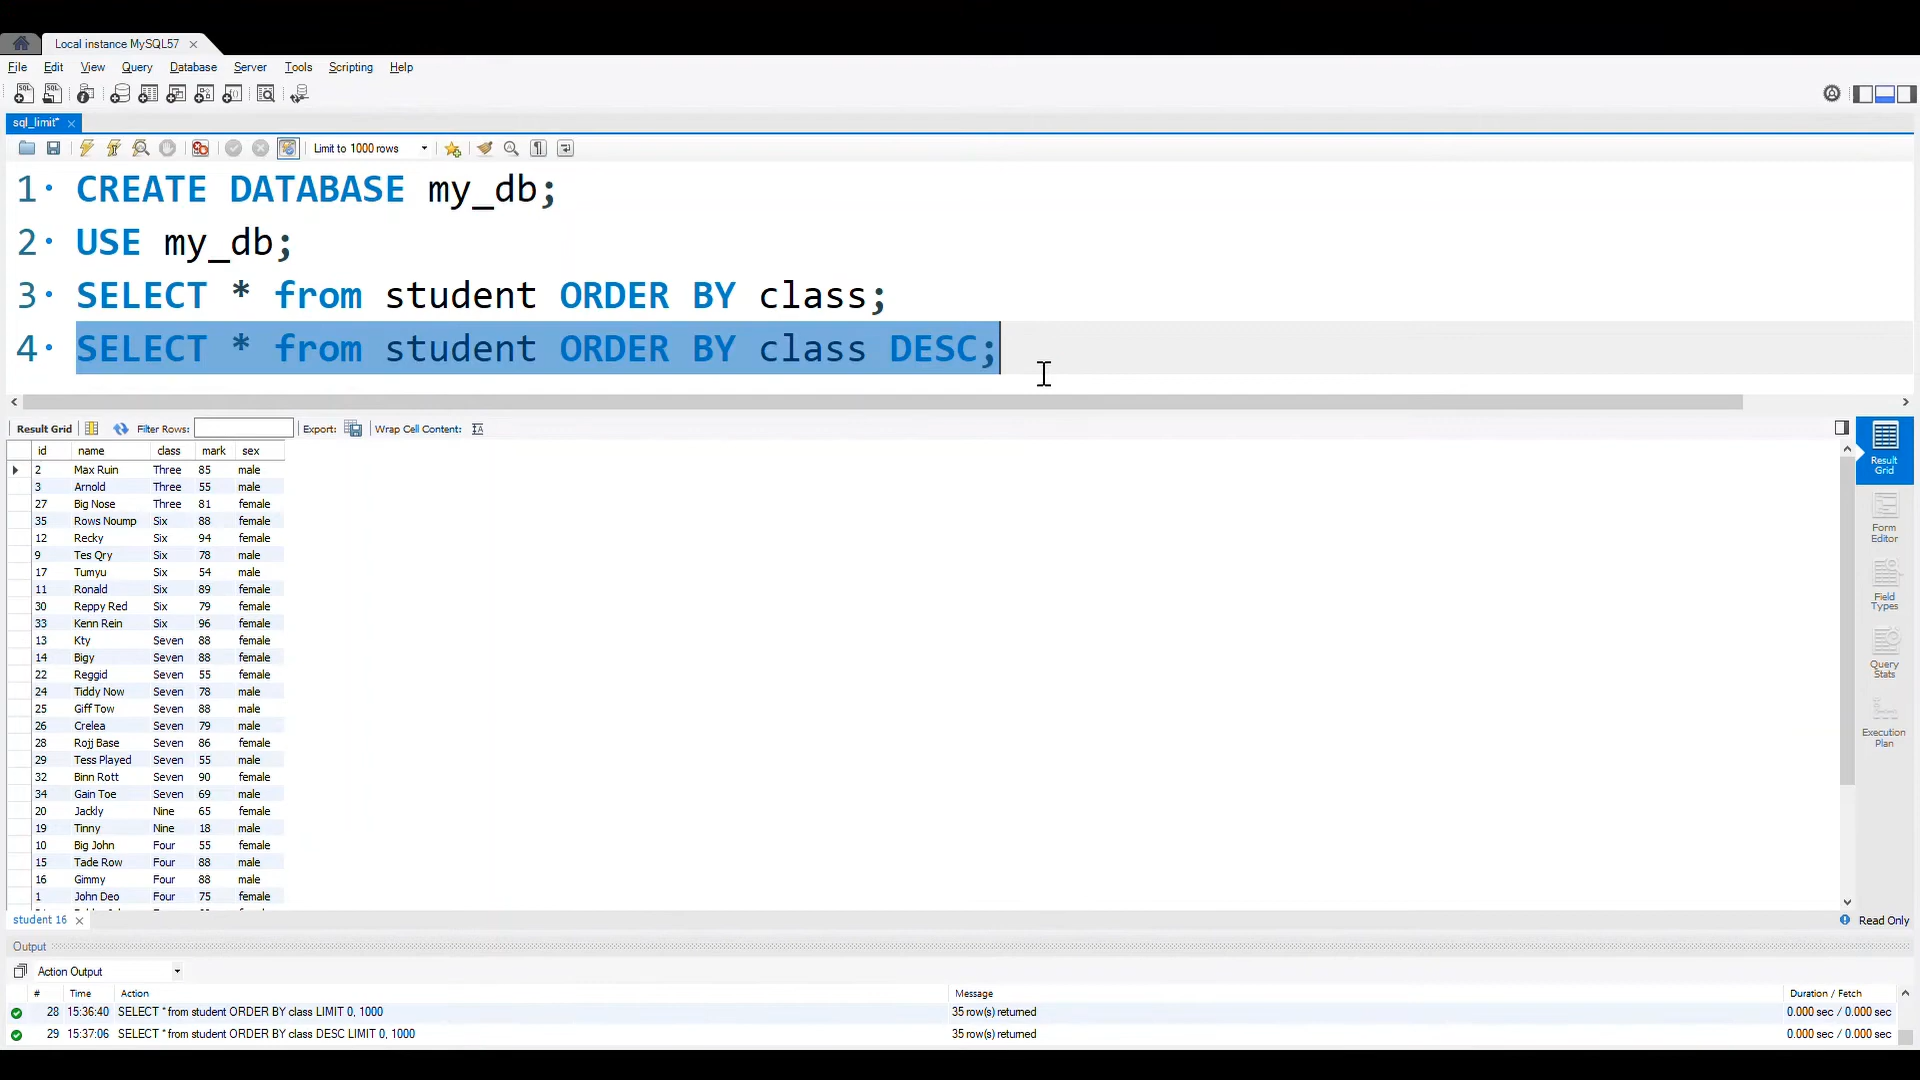 Local instance MySQL57
File Edit View Query Database Server Tools Scripting Help
sql_limit*
Limit to 1000 rows
1 CREATE DATABASE my_db;
2 USE my_db;
3 SELECT * from student ORDER BY class;
4 SELECT * from student ORDER BY class DESC;
Result Grid Filter Rows: Export: Wrap Cell Content:
id name class mark sex
2 Max Ruin Three 85 male
3 Arnold Three 55 male
27 Big Nose Three 81 female
35 Rows Noump Six 88 female
12 Recky Six 94 female
9 Tes Qry Six 78 male
17 Tumyu Six 54 male
11 Ronald Six 89 female
30 Reppy Red Six 79 female
33 Kenn Rein Six 96 female
13 Kty Seven 88 female
14 Bigy Seven 88 female
22 Reggid Seven 55 female
24 Tiddy Now Seven 78 male
25 Giff Tow Seven 88 male
26 Crelea Seven 79 male
28 Rojj Base Seven 86 female
29 Tess Played Seven 55 male
32 Binn Rott Seven 90 female
34 Gain Toe Seven 69 male
20 Jackly Nine 65 female
19 Tinny Nine 18 male
10 Big John Four 55 female
15 Tade Row Four 88 male
16 Gimmy Four 88 male
1 John Deo Four 75 female
Result
Grid
Form
Editor
Field
Types
Query
Stats
Execution
Plan
student 16
Read Only
Output
Action Output
# Time Action Message Duration / Fetch
28 15:36:40 SELECT * from student ORDER BY class LIMIT 0, 1000 35 row(s) returned 0.000 sec / 0.000 sec
29 15:37:06 SELECT * from student ORDER BY class DESC LIMIT 0, 1000 35 row(s) returned 0.000 sec / 0.000 sec